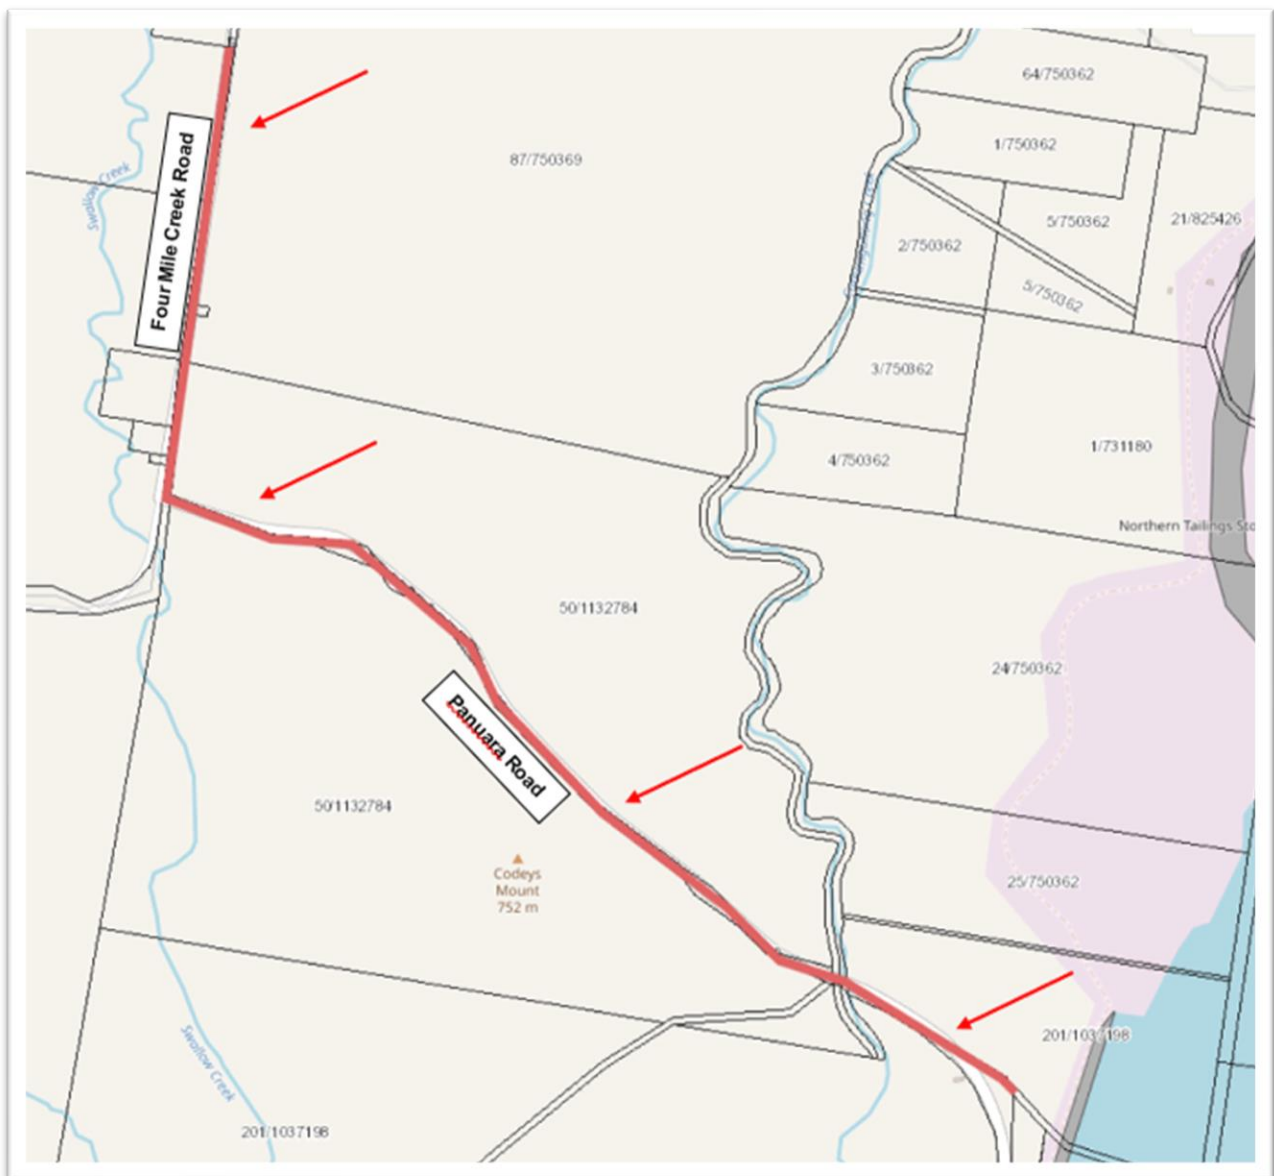 64/750362
1/750362
87/750369
Swallow Creek
Four Mile Creek Road
5/750362
21/825426
2/750362
5/750362
3/750362
1/731180
4/750362
Northern Tailings Sto
50/1132784
24/750362
Panuara Road
50/1132784
Codeys
Mount
752 m
25/750362
201/1037198
Swallow Creek
201/1037198